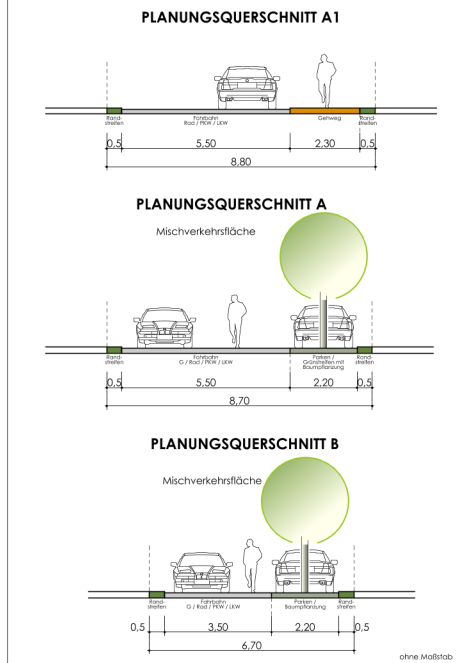 PLANUNGSQUERSCHNITT A1
Rand-
streifen
Fahrbahn
Rad / PKW / LKW
Gehweg
Rand-
streifen
0,5 5,50 2,30 0,5
8,80
PLANUNGSQUERSCHNITT A
Mischverkehrsfläche
Rand-
streifen
Fahrbahn
G / Rad / PKW / LKW
Parken /
Grünstreifen mit
Baumpflanzung
Rand-
streifen
0,5 5,50 2,20 0,5
8,70
PLANUNGSQUERSCHNITT B
Mischverkehrsfläche
Rand-
streifen
Fahrbahn
G / Rad / PKW / LKW
Parken /
Baumpflanzung
Rand-
streifen
0,5 3,50 2,20 0,5
6,70
ohne Maßstab